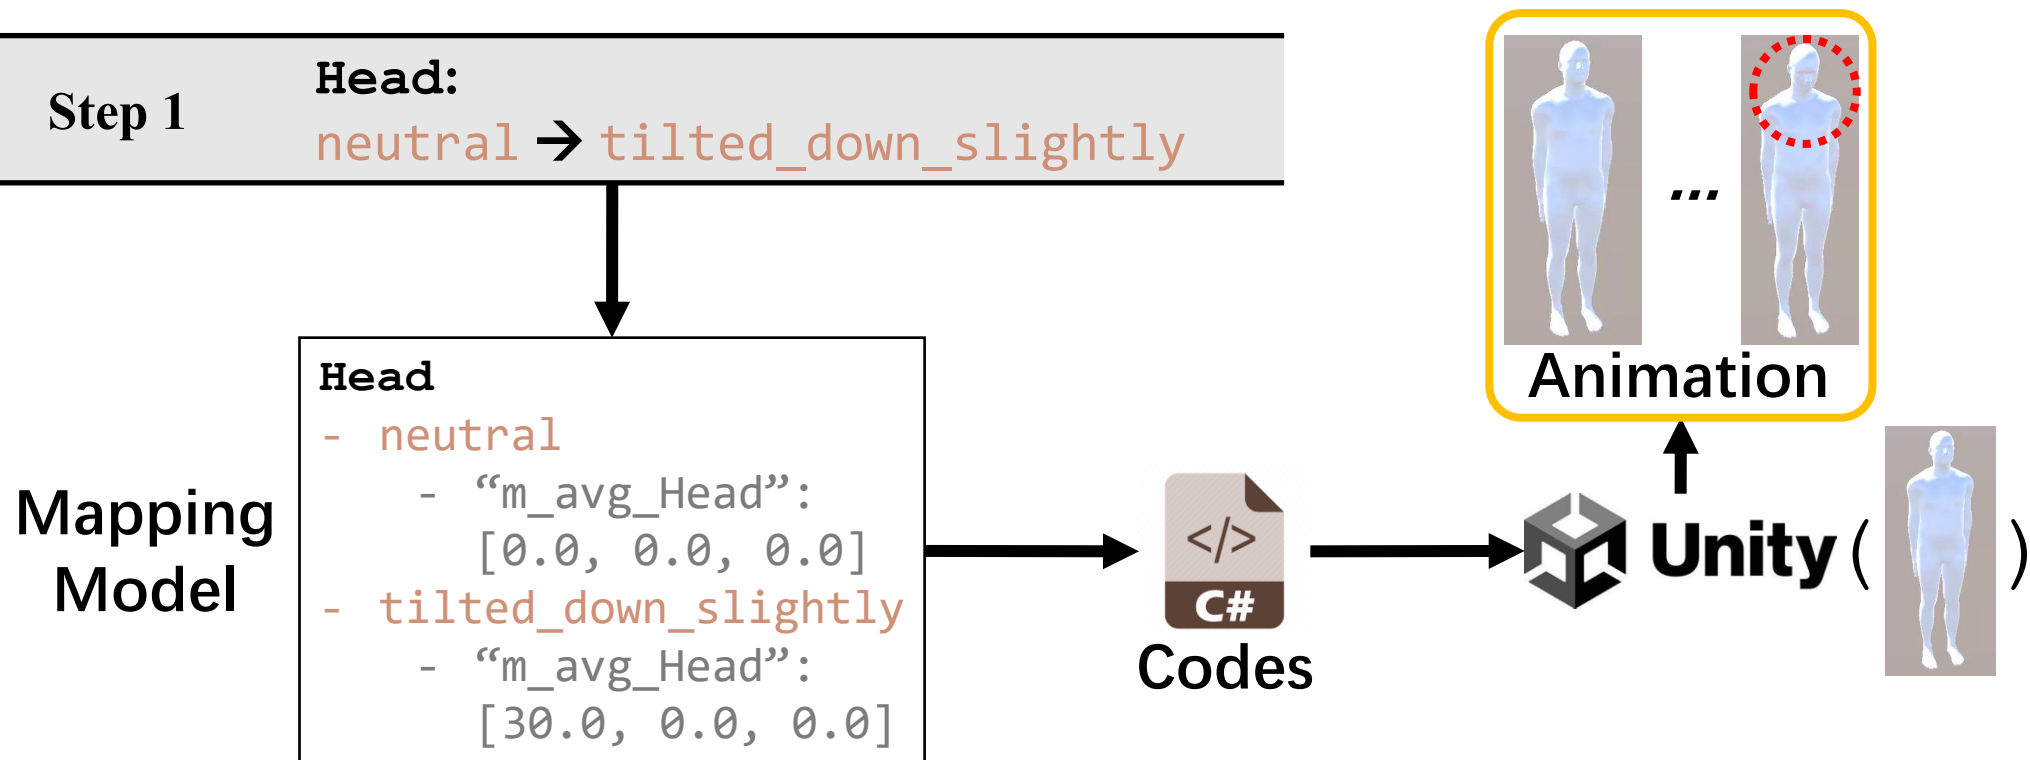 Step 1
Head:
neutral → tilted_down_slightly
Mapping
Model
Head
- neutral
- “m_avg_Head”:
[0.0, 0.0, 0.0]
- tilted_down_slightly
- “m_avg_Head”:
[30.0, 0.0, 0.0]
</>
C#
Codes
Unity ( )
...
Animation